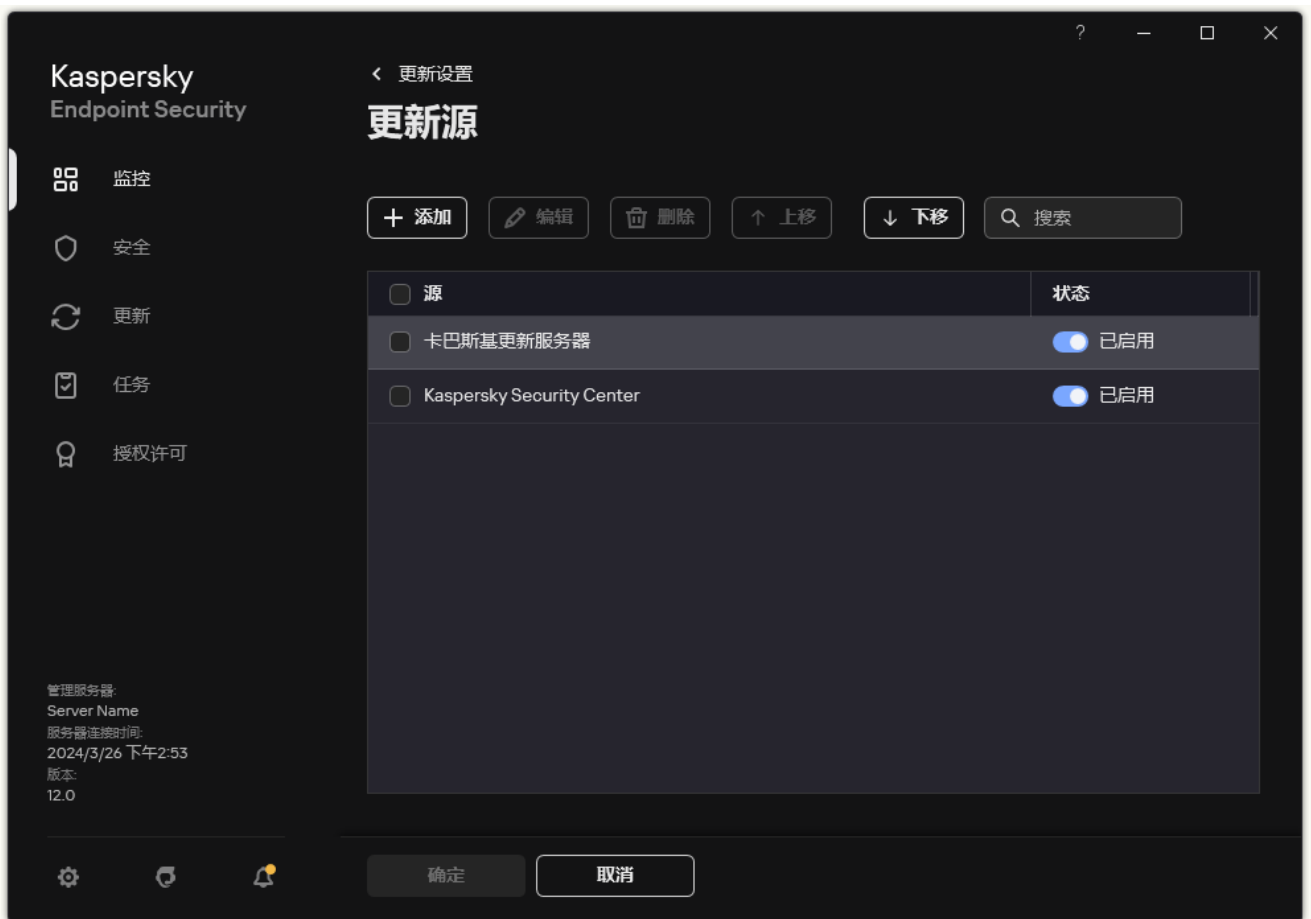 ?
Kaspersky
Endpoint Security
更新设置
更新源
监控
安全
更新
任务
授权许可
添加
编辑
删除
上移
下移
搜索
源
状态
卡巴斯基更新服务器
已启用
Kaspersky Security Center
已启用
管理服务器:
Server Name
服务器连接时间:
2024/3/26 下午2:53
版本:
12.0
确定
取消